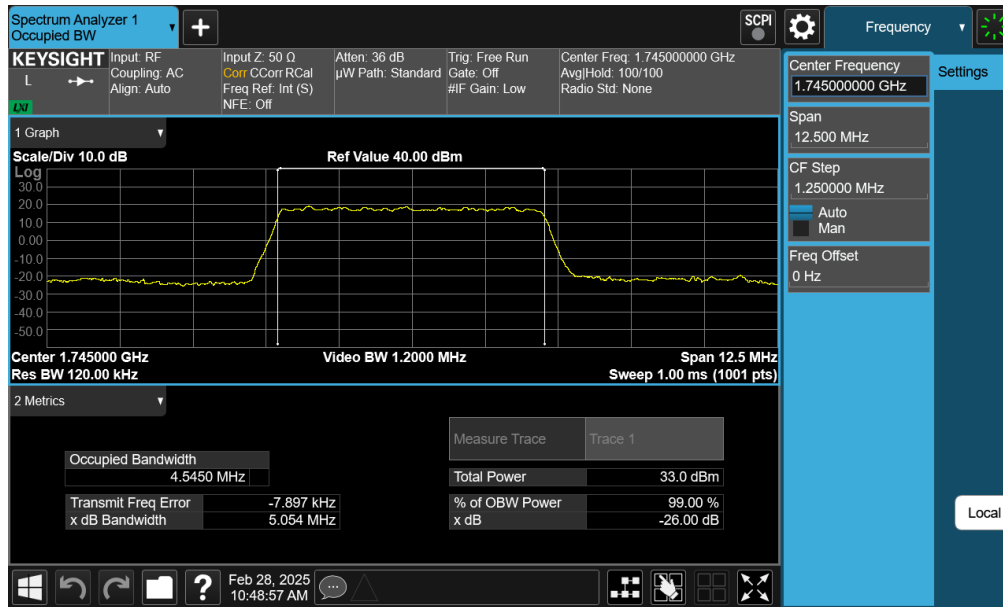 Spectrum Analyzer 1
Occupied BW
+
SCPI
Frequency
KEYSIGHT
L
LXI
Input: RF
Coupling: AC
Align: Auto
Input Z: 50 Ω
Corr CCorr RCal
Freq Ref: Int (S)
NFE: Off
Atten: 36 dB
µW Path: Standard
Trig: Free Run
Gate: Off
#IF Gain: Low
Center Freq: 1.745000000 GHz
Avg|Hold: 100/100
Radio Std: None
Center Frequency
1.745000000 GHz
Settings
Span
12.500 MHz
CF Step
1.250000 MHz
Auto
Man
Freq Offset
0 Hz
Local
1 Graph
Scale/Div 10.0 dB
Ref Value 40.00 dBm
Log
30.0
20.0
10.0
0.00
-10.0
-20.0
-30.0
-40.0
-50.0
Center 1.745000 GHz
Video BW 1.2000 MHz
Span 12.5 MHz
Res BW 120.00 kHz
Sweep 1.00 ms (1001 pts)
2 Metrics
Measure Trace
Trace 1
Occupied Bandwidth
4.5450 MHz
Total Power
33.0 dBm
Transmit Freq Error
-7.897 kHz
% of OBW Power
99.00 %
x dB Bandwidth
5.054 MHz
x dB
-26.00 dB
?
Feb 28, 2025
10:48:57 AM